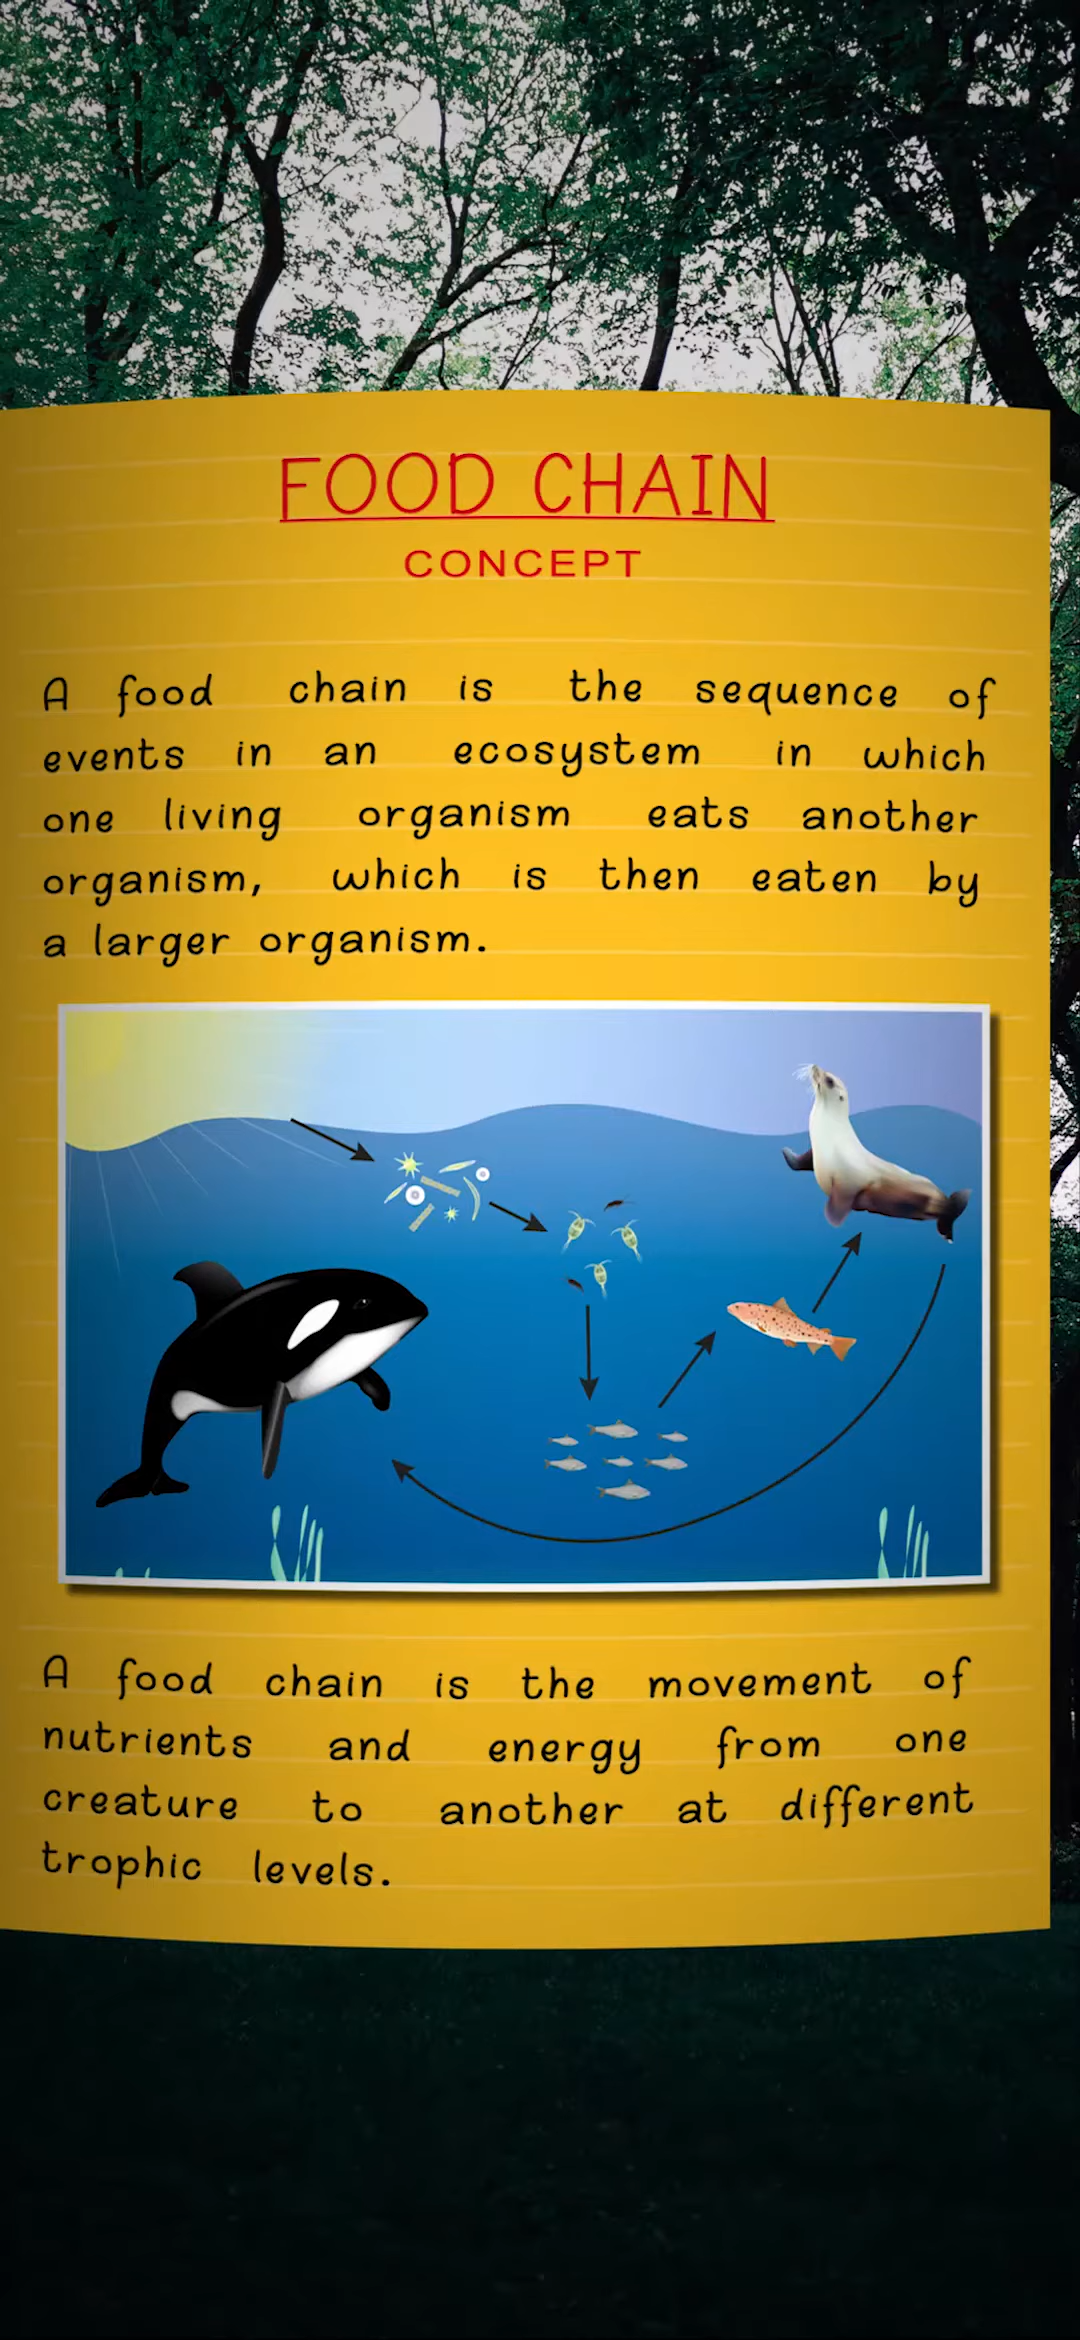 FOOD CHAIN
CONCEPT
A food chain is the sequence of
events in an ecosystem in which
one living organism eats another
organism, which is then eaten by
a larger organism.
A food chain is the movement of
nutrients and energy from one
creature to another at different
trophic levels.